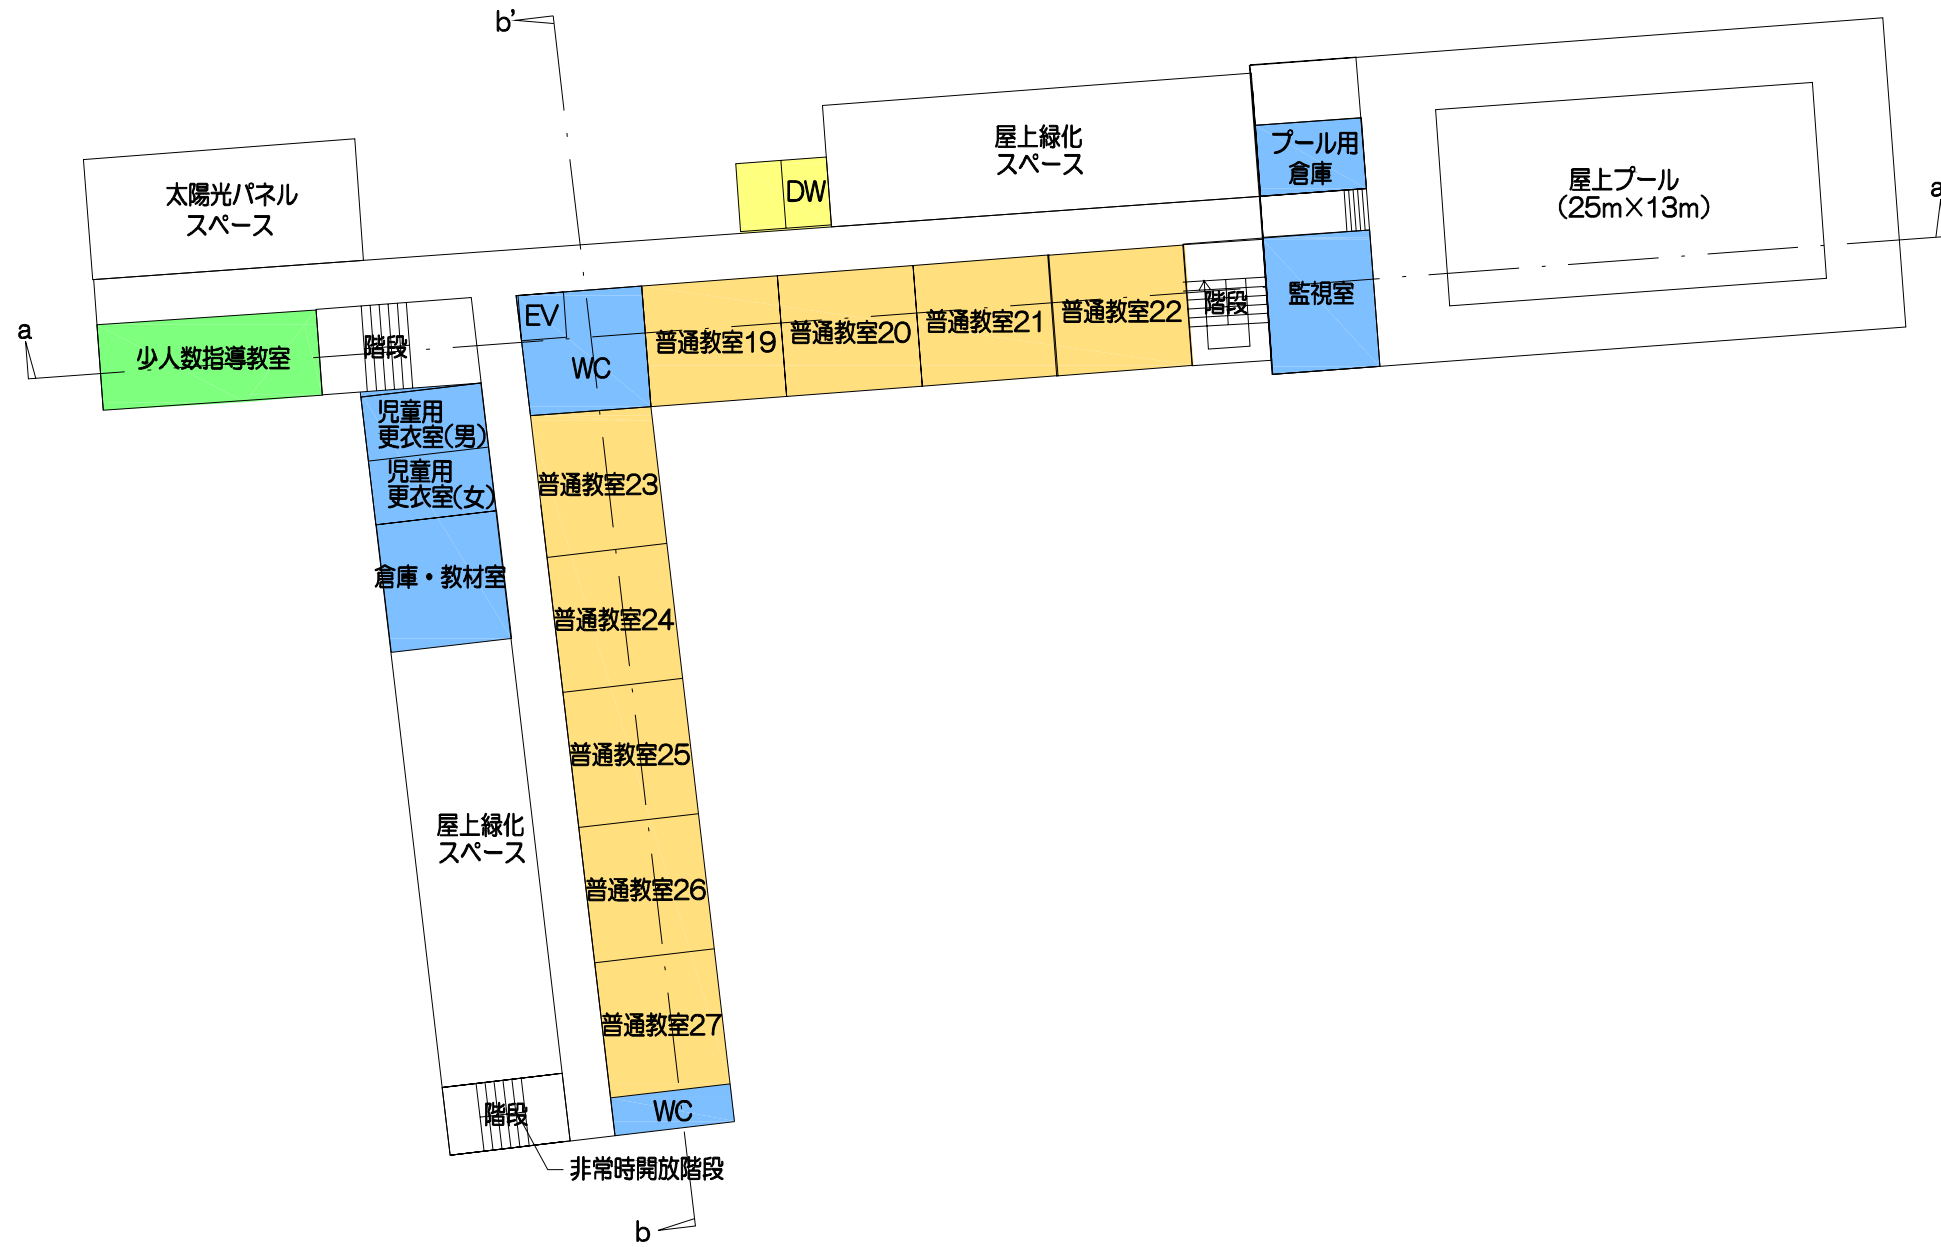 b'
太陽光パネル
スペース
DW
屋上緑化
スペース
プール用
倉庫
屋上プール
(25m×13m)
a'
a
少人数指導教室
階段
EV
WC
普通教室19
普通教室20
普通教室21
普通教室22
階段
監視室
児童用
更衣室(男)
児童用
更衣室(女)
倉庫・教材室
普通教室23
普通教室24
普通教室25
屋上緑化
スペース
普通教室26
普通教室27
階段
WC
非常時開放階段
b